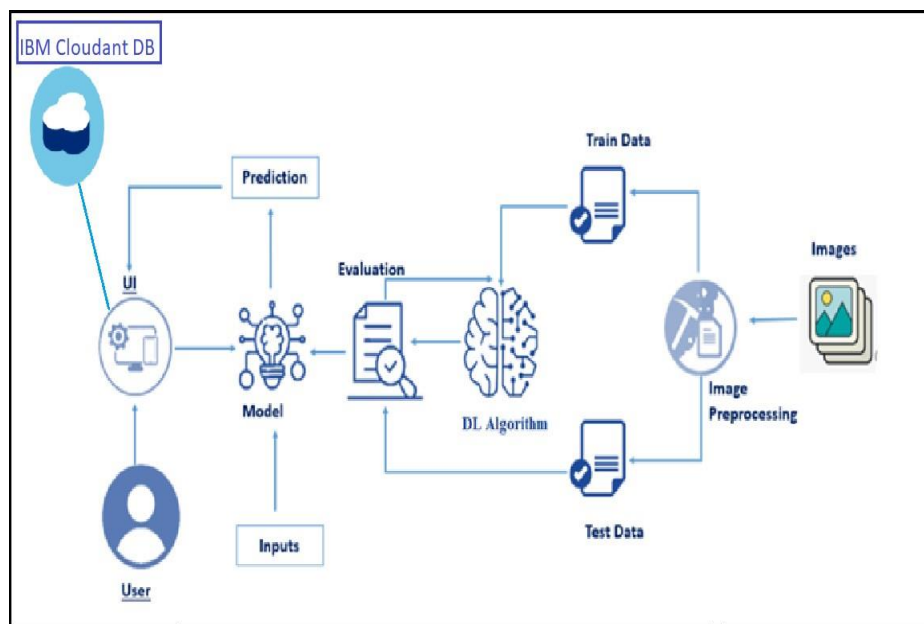 IBM Cloudant DB
Train Data
Prediction
Images
Evaluation
UI
Image
Preprocessing
Model
DL Algorithm
Test Data
Inputs
User